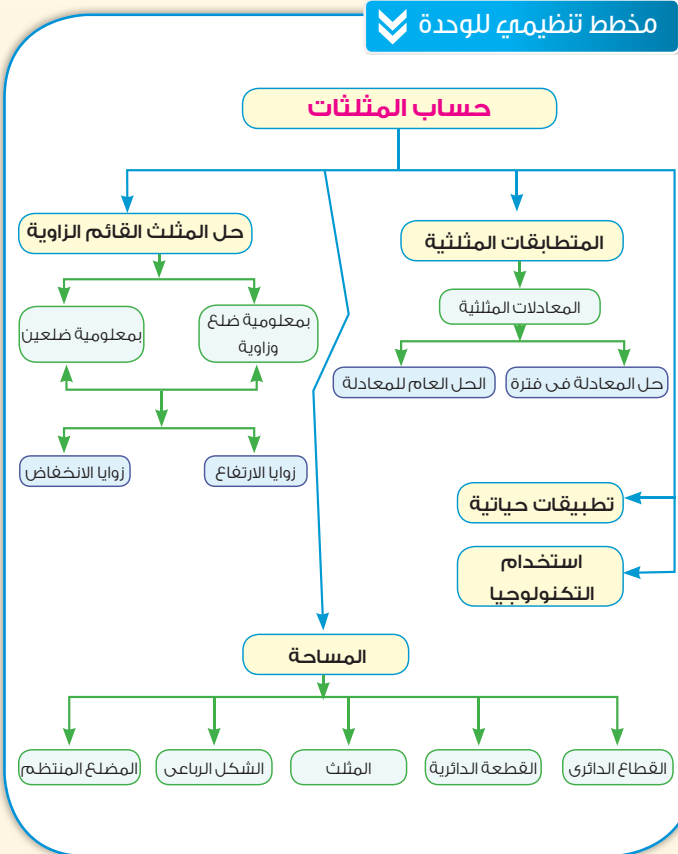 مخطط تنظيمي للوحدة
حساب المثلثات
المتطابقات المثلثية
حل المثلث القائم الزاوية
المعادلات المثلثية
بمعلومية ضلع
وزاوية
بمعلومية ضلعين
حل المعادلة فى فترة
الحل العام للمعادلة
زوايا الارتفاع
زوايا الانخفاض
تطبيقات حياتية
استخدام
التكنولوجيا
المساحة
القطاع الدائرى
القطعة الدائرية
المثلث
الشكل الرباعى
المضلع المنتظم